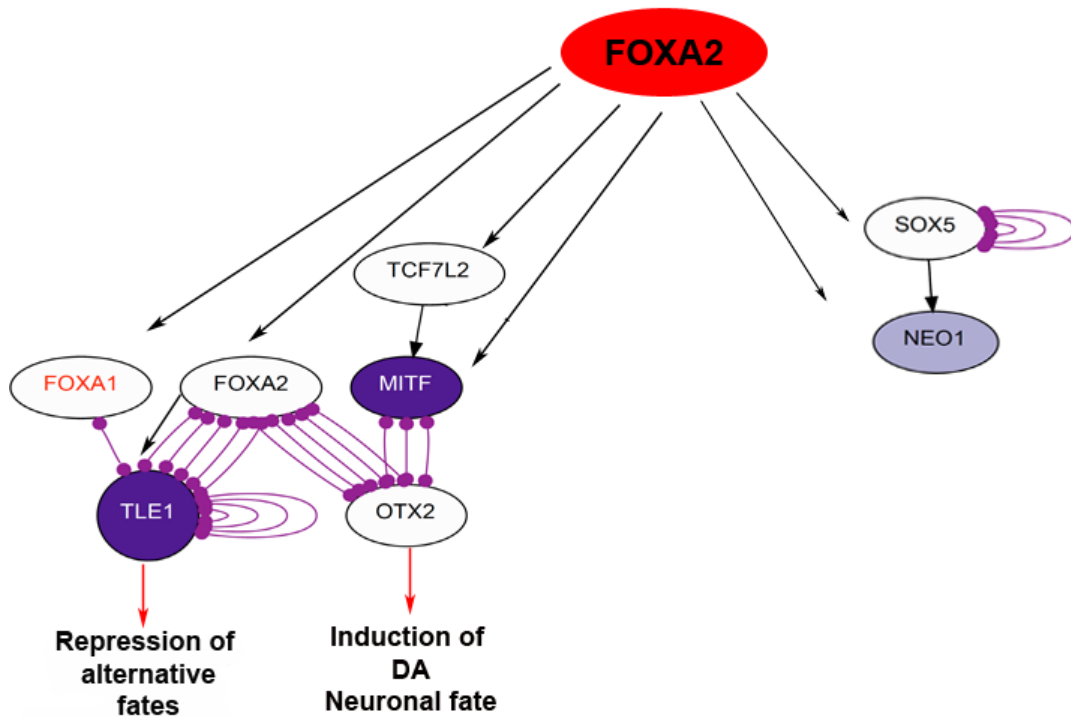 FOXA2
SOX5
TCF7L2
NEO1
FOXA1
FOXA2
MITF
TLE1
OTX2
Repression of
alternative
fates
Induction of
DA
Neuronal fate